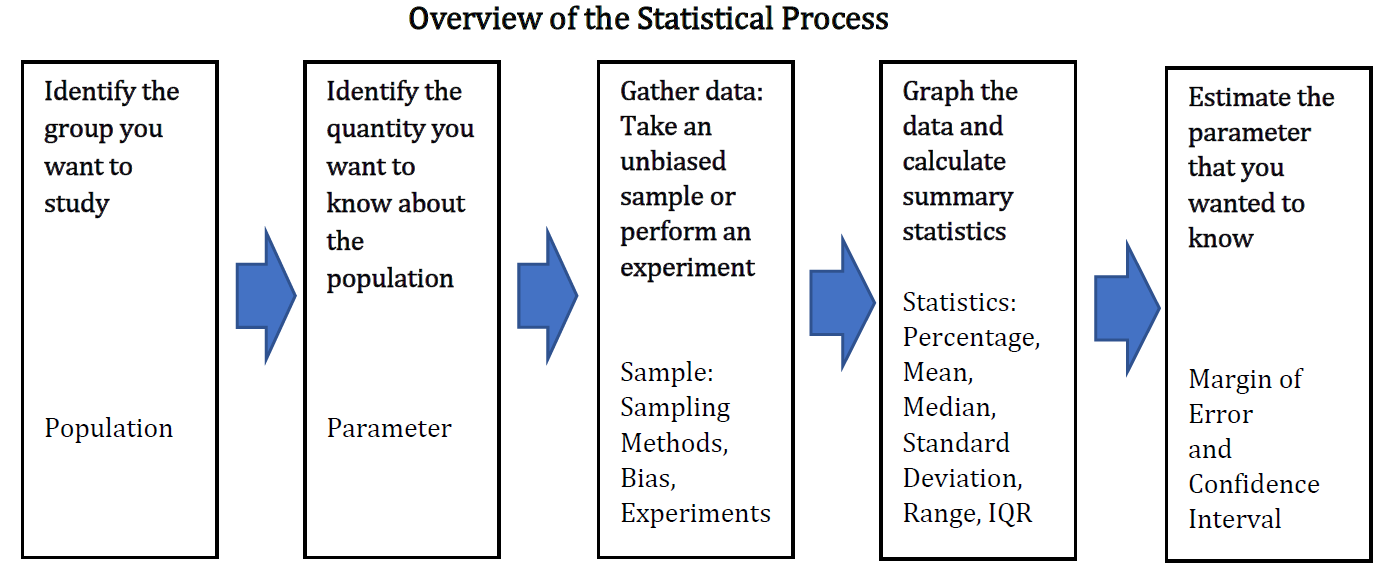 Overview of the Statistical Process
Identify the
group you
want to
study
Population
Identify the
quantity you
want to
know about
the
population
Parameter
Gather data:
Take an
unbiased
sample or
perform an
experiment
Sample:
Sampling
Methods,
Bias,
Experiments
Graph the
data and
calculate
summary
statistics
Statistics:
Percentage,
Mean,
Median,
Standard
Deviation,
Range, IQR
Estimate the
parameter
that you
wanted to
know
Margin of
Error
and
Confidence
Interval